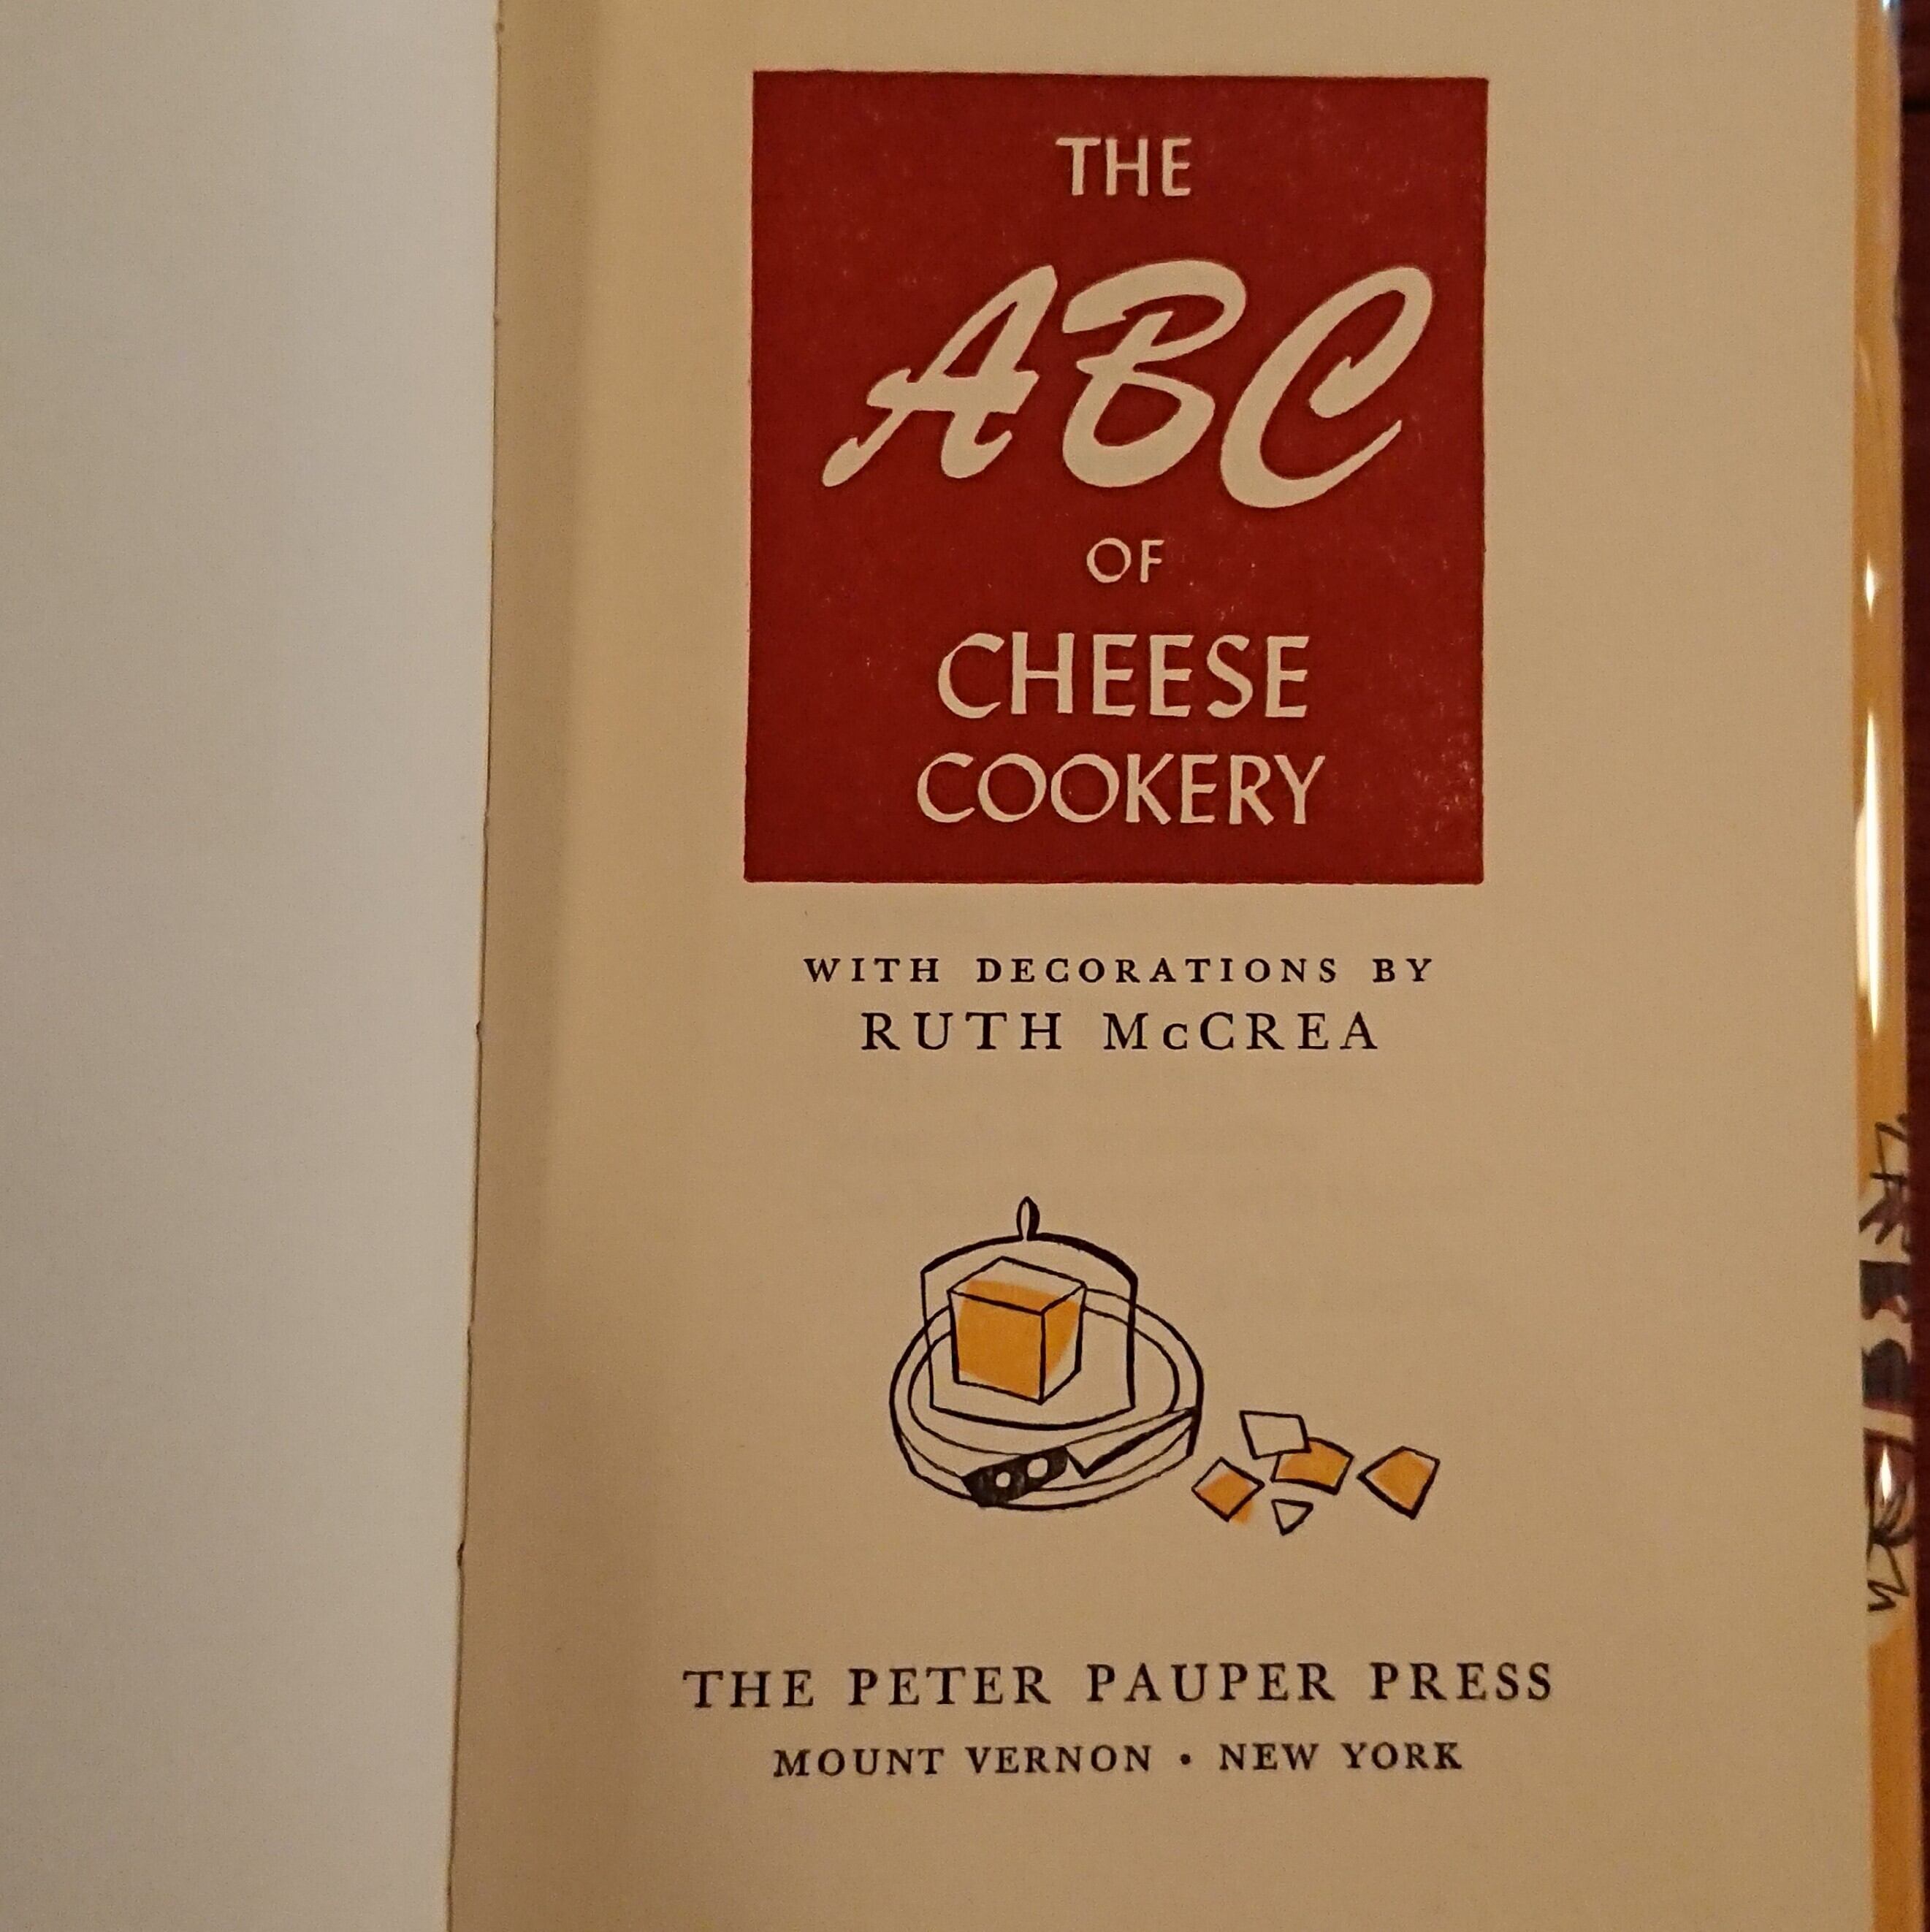 THE
ABC
OF
CHEESE
COOKERY
WITH DECORATIONS BY
RUTH McCREA
THE PETER PAUPER PRESS
MOUNT VERNON • NEW YORK